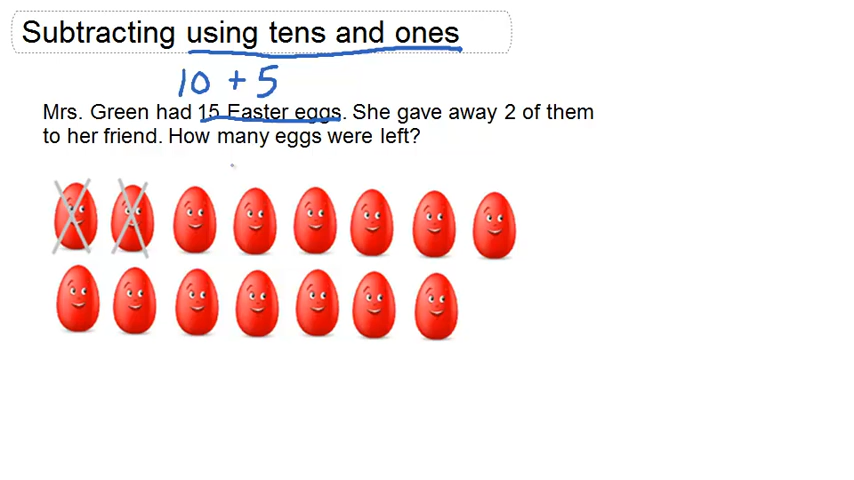 Subtracting using tens and ones
10 + 5
Mrs. Green had 15 Easter eggs. She gave away 2 of them
to her friend. How many eggs were left?